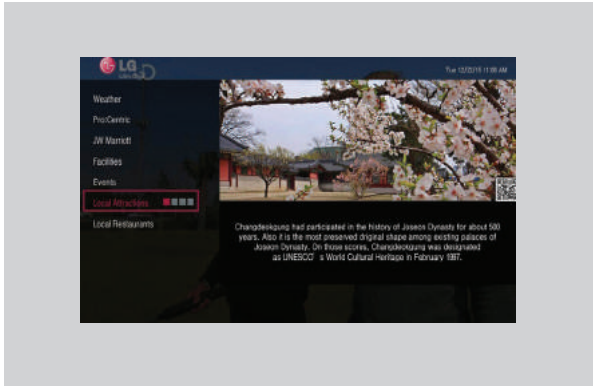 LG
Tue 12/2015 11:00 AM
Weather
Pro:Centric
JW Marriott
Facilities
Events
Local Attractions
Local Restaurants
Changdeokgung had participated in the history of Joseon Dynasty for about 500
years. Also it is the most preserved original shape among existing palaces of
Joseon Dynasty. On those scores, Changdeokgung was designated
as UNESCO' s World Cultural Heritage in February 1997.